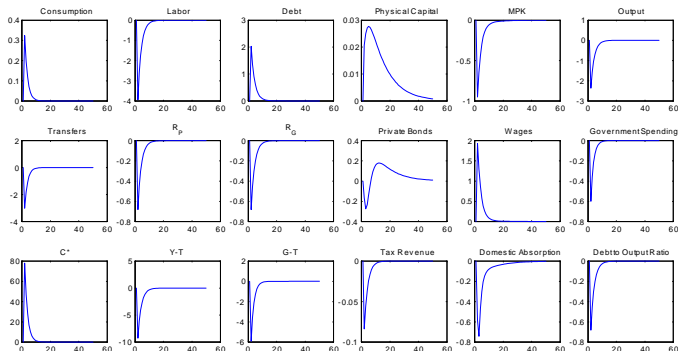 Consumption Labor Debt Physical Capital MPK Output
0.4 0 3 0.03 0 1
0.3 -1 0.02 0
0.2 -2 2 -0.5 -1
0.1 -3 1 0.01 -2
0 -4 0 0 -1 -3
0 20 40 60 0 20 40 60 0 20 40 60 0 20 40 60 0 20 40 60 0 20 40 60
Transfers R_P R_G Private Bonds Wages Government Spending
2 0 0 0.4 2 0
0 -0.2 -0.2 0.2 1.5 -0.2
-0.4 -0.4 1 -0.4
-2 -0.6 -0.6 0 0.5 -0.6
-4 -0.8 -0.8 -0.2 0 -0.8
-0.4
0 20 40 60 0 20 40 60 0 20 40 60 0 20 40 60 0 20 40 60 0 20 40 60
C* Y-T G-T Tax Revenue Domestic Absorption Debt to Output Ratio
80 5 2 0 0 0
60 0 0 -0.2 -0.2
40 -2 -0.05 -0.4 -0.4
20 -5 -4 -0.6 -0.6
0 -10 -6 -0.1 -0.8 -0.8
0 20 40 60 0 20 40 60 0 20 40 60 0 20 40 60 0 20 40 60 0 20 40 60